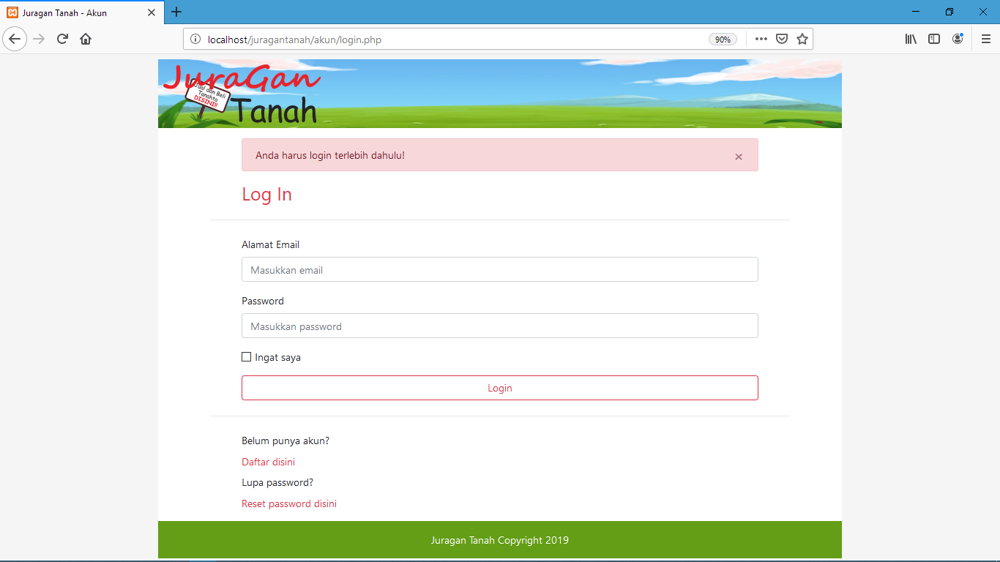 Juragan Tanah - Akun
localhost/juragantanah/akun/login.php
90%
JuraGan
Jual dan Beli
Tanahta
DISINI!!
Tanah
Anda harus login terlebih dahulu!
Log In
Alamat Email
Masukkan email
Password
Masukkan password
Ingat saya
Login
Belum punya akun?
Daftar disini
Lupa password?
Reset password disini
Juragan Tanah Copyright 2019